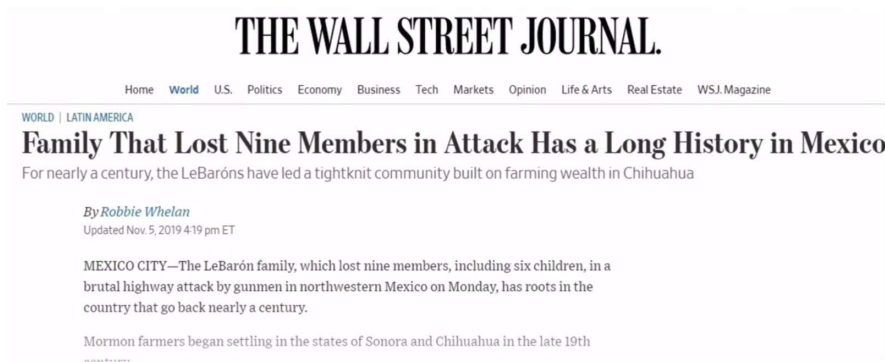 THE WALL STREET JOURNAL.
Home World U.S. Politics Economy Business Tech Markets Opinion Life & Arts Real Estate WSJ. Magazine
WORLD | LATIN AMERICA
Family That Lost Nine Members in Attack Has a Long History in Mexico
For nearly a century, the LeBaróns have led a tightknit community built on farming wealth in Chihuahua
By Robbie Whelan
Updated Nov. 5, 2019 4:19 pm ET
MEXICO CITY—The LeBarón family, which lost nine members, including six children, in a
brutal highway attack by gunmen in northwestern Mexico on Monday, has roots in the
country that go back nearly a century.
Mormon farmers began settling in the states of Sonora and Chihuahua in the late 19th